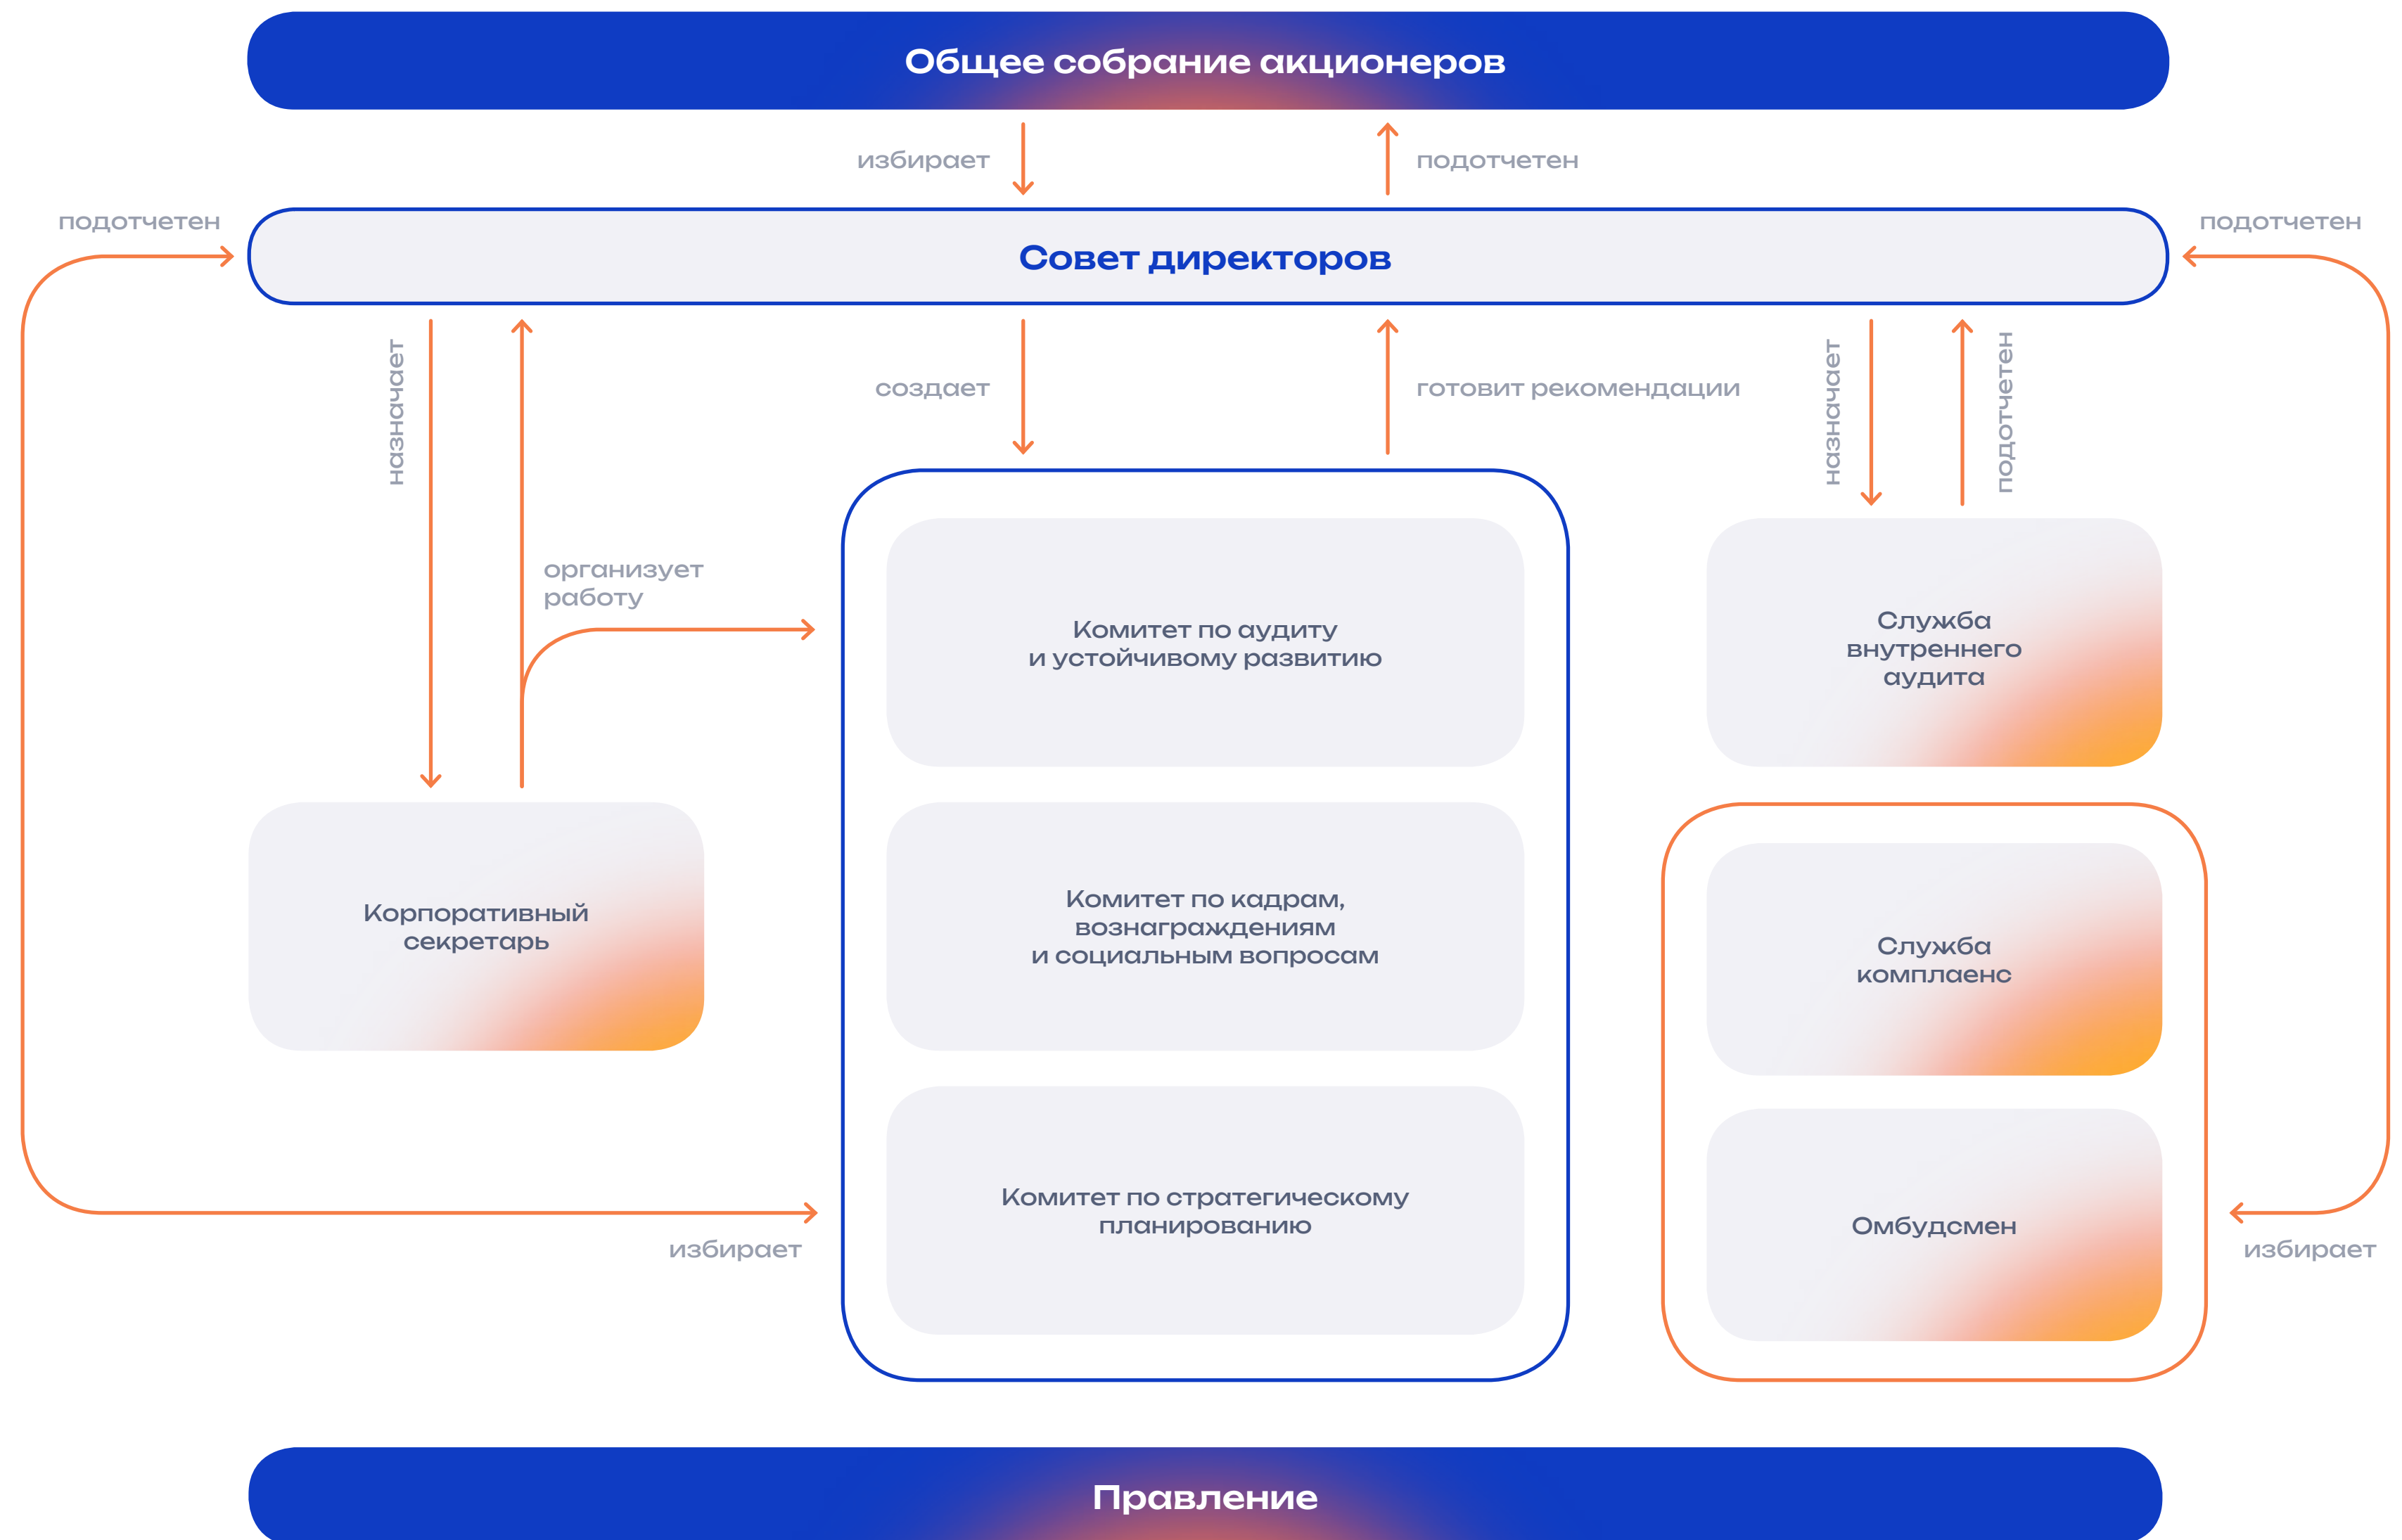 Общее собрание акционеров
избирает
подотчетен
подотчетен
подотчетен
Совет директоров
назначает
создает
готовит рекомендации
назначает
подотчетен
организует
работу
Комитет по аудиту
и устойчивому развитию
Служба
внутреннего
аудита
Корпоративный
секретарь
Комитет по кадрам,
вознаграждениям
и социальным вопросам
Служба
комплаенс
Комитет по стратегическому
планированию
Омбудсмен
избирает
избирает
Правление